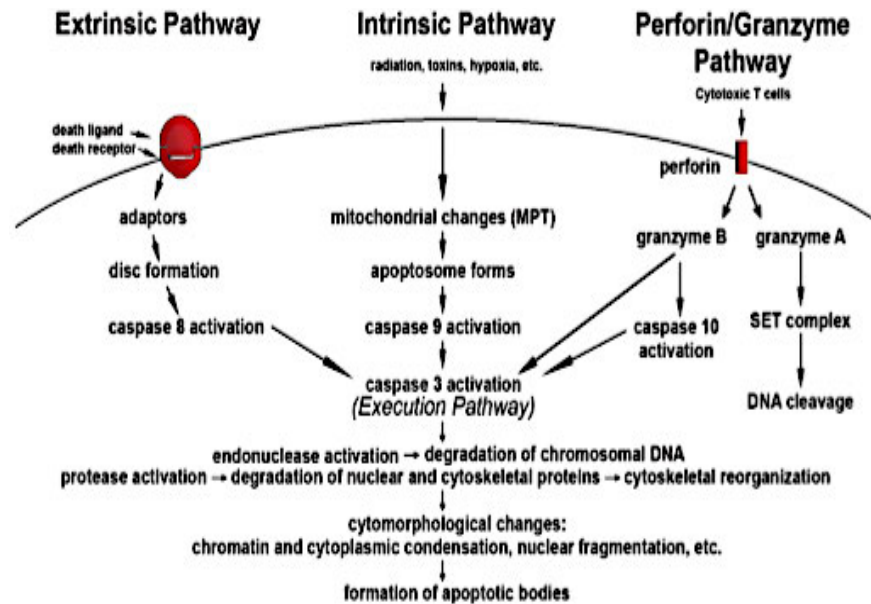 Extrinsic Pathway
Intrinsic Pathway
Perforin/Granzyme
Pathway
radiation, toxins, hypoxia, etc.
Cytotoxic T cells
death ligand
death receptor
perforin
adaptors
mitochondrial changes (MPT)
granzyme B
granzyme A
disc formation
apoptosome forms
caspase 8 activation
caspase 9 activation
caspase 10
activation
SET complex
caspase 3 activation
(Execution Pathway)
DNA cleavage
endonuclease activation → degradation of chromosomal DNA
protease activation → degradation of nuclear and cytoskeletal proteins → cytoskeletal reorganization
cytomorphological changes:
chromatin and cytoplasmic condensation, nuclear fragmentation, etc.
formation of apoptotic bodies